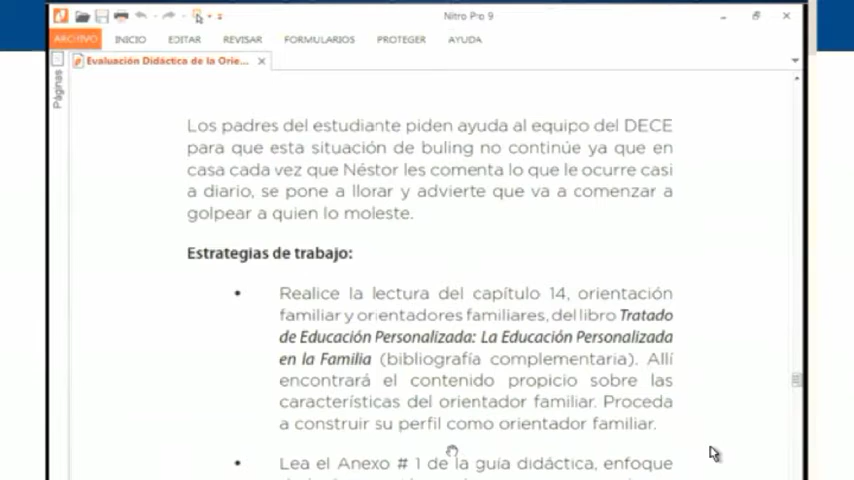 Nitro Pro 9
ARCHIVO INICIO EDITAR REVISAR FORMULARIOS PROTEGER AYUDA
Evaluación Didáctica de la Orie...
Páginas
Los padres del estudiante piden ayuda al equipo del DECE
para que esta situación de buling no continúe ya que en
casa cada vez que Néstor les comenta lo que le ocurre casi
a diario, se pone a llorar y advierte que va a comenzar a
golpear a quien lo moleste.
Estrategias de trabajo:
• Realice la lectura del capítulo 14, orientación
familiar y orientadores familiares, del libro Tratado
de Educación Personalizada: La Educación Personalizada
en la Familia (bibliografía complementaria). Allí
encontrará el contenido propicio sobre las
características del orientador familiar. Proceda
a construir su perfil como orientador familiar.
• Lea el Anexo # 1 de la guía didáctica, enfoque